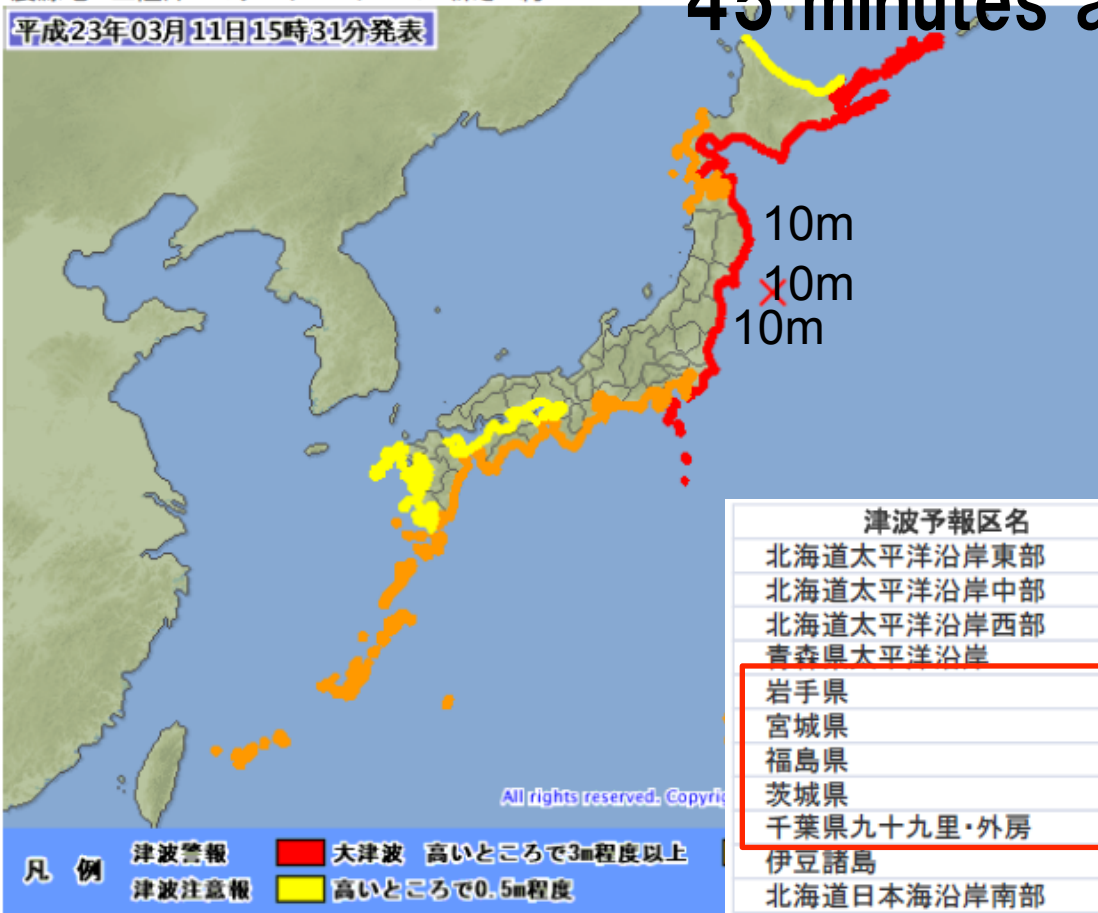 45 minutes a
平成23年03月11日15時31分発表
10m
10m
10m
津波予報区名
北海道太平洋沿岸東部
北海道太平洋沿岸中部
北海道太平洋沿岸西部
青森県太平洋沿岸
岩手県
宮城県
福島県
茨城県
千葉県九十九里・外房
伊豆諸島
北海道日本海沿岸南部
All rights reserved. Copyrig
凡 例
津波警報 大津波 高いところで3m程度以上
津波注意報 高いところで0.5m程度